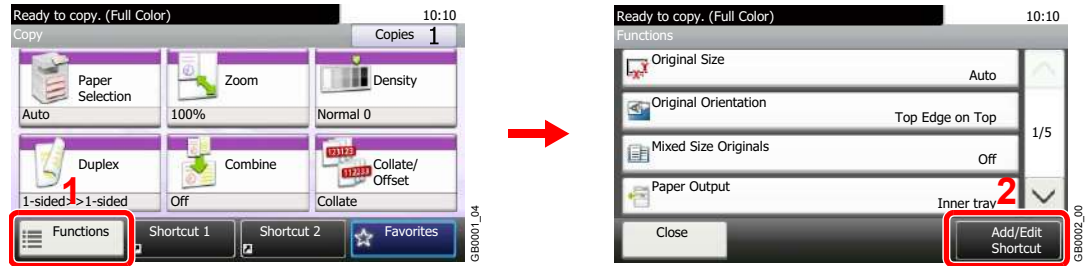 Ready to copy. (Full Color)
10:10
Copy
Copies 1
Paper
Selection
Auto
Zoom
100%
Density
Normal 0
Duplex
1-sided>>1-sided
Combine
Off
Collate/
Offset
Collate
1
Functions
Shortcut 1
Shortcut 2
Favorites
GB0001_04
Ready to copy. (Full Color)
10:10
Functions
Original Size
Auto
Original Orientation
Top Edge on Top
1/5
Mixed Size Originals
Off
Paper Output
Inner tray
2
Close
Add/Edit
Shortcut
GB0002_00